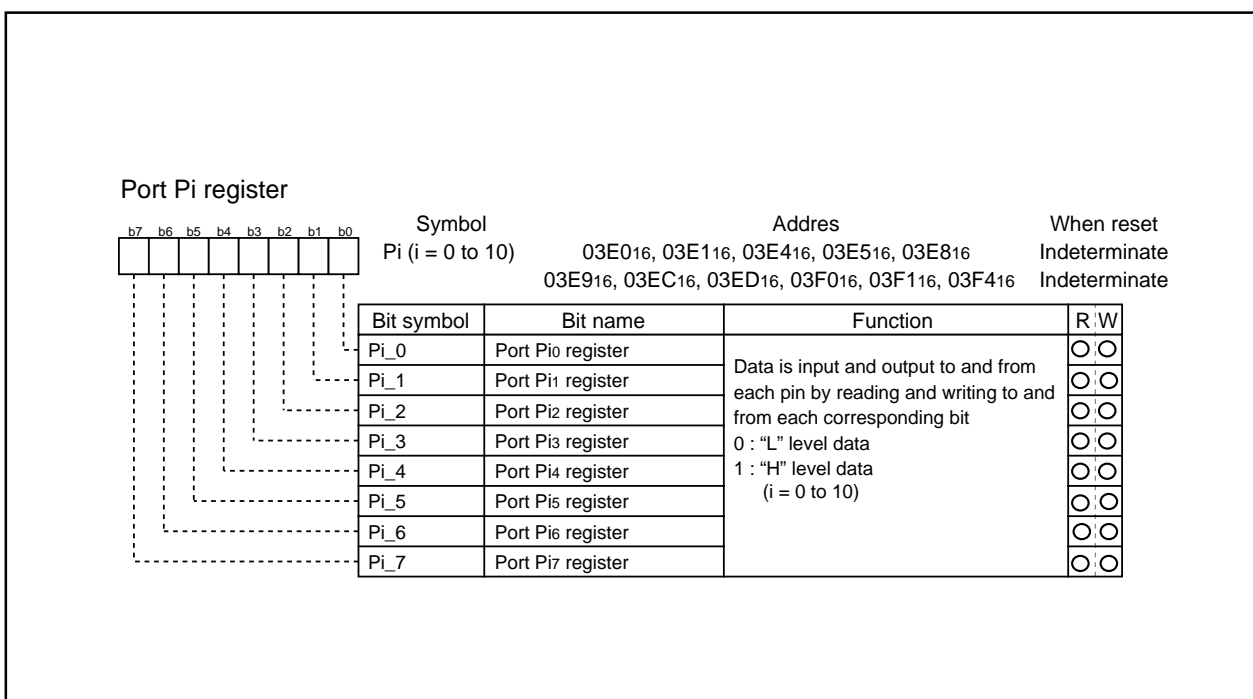 Port Pi register
b7 b6 b5 b4 b3 b2 b1 b0
Symbol Addres When reset
Pi (i = 0 to 10) 03E016, 03E116, 03E416, 03E516, 03E816 Indeterminate
03E916, 03EC16, 03ED16, 03F016, 03F116, 03F416 Indeterminate
Bit symbol Bit name Function R W
Pi_0 Port Pi0 register
Pi_1 Port Pi1 register
Pi_2 Port Pi2 register
Pi_3 Port Pi3 register
Pi_4 Port Pi4 register
Pi_5 Port Pi5 register
Pi_6 Port Pi6 register
Pi_7 Port Pi7 register
Data is input and output to and from
each pin by reading and writing to and
from each corresponding bit
0 : “L” level data
1 : “H” level data
(i = 0 to 10)